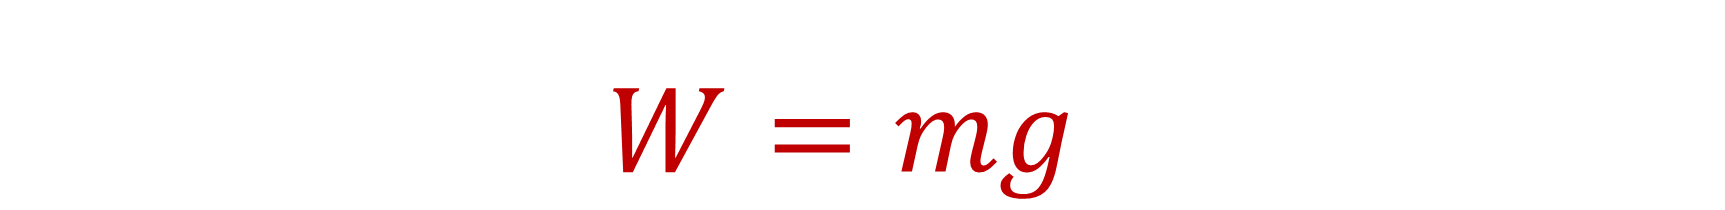 W = mg